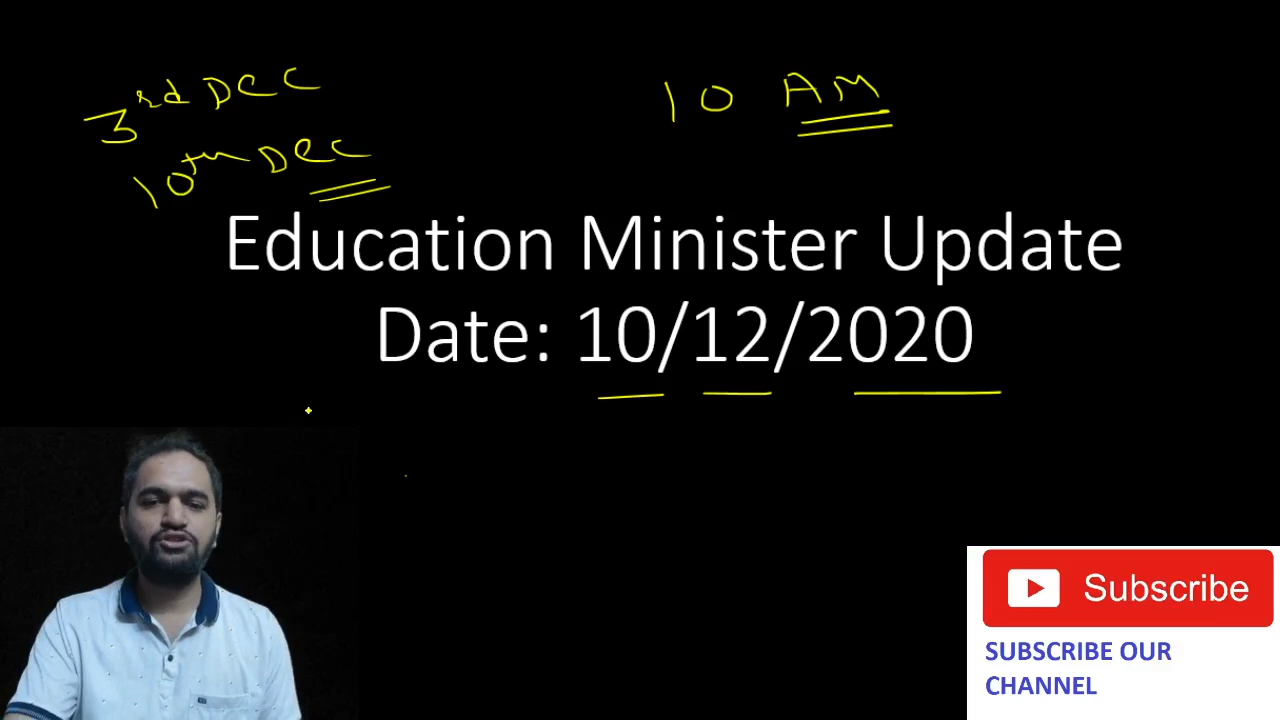 3rd DEC
10th DEC
10 AM
Education Minister Update
Date: 10/12/2020
Subscribe
SUBSCRIBE OUR
CHANNEL